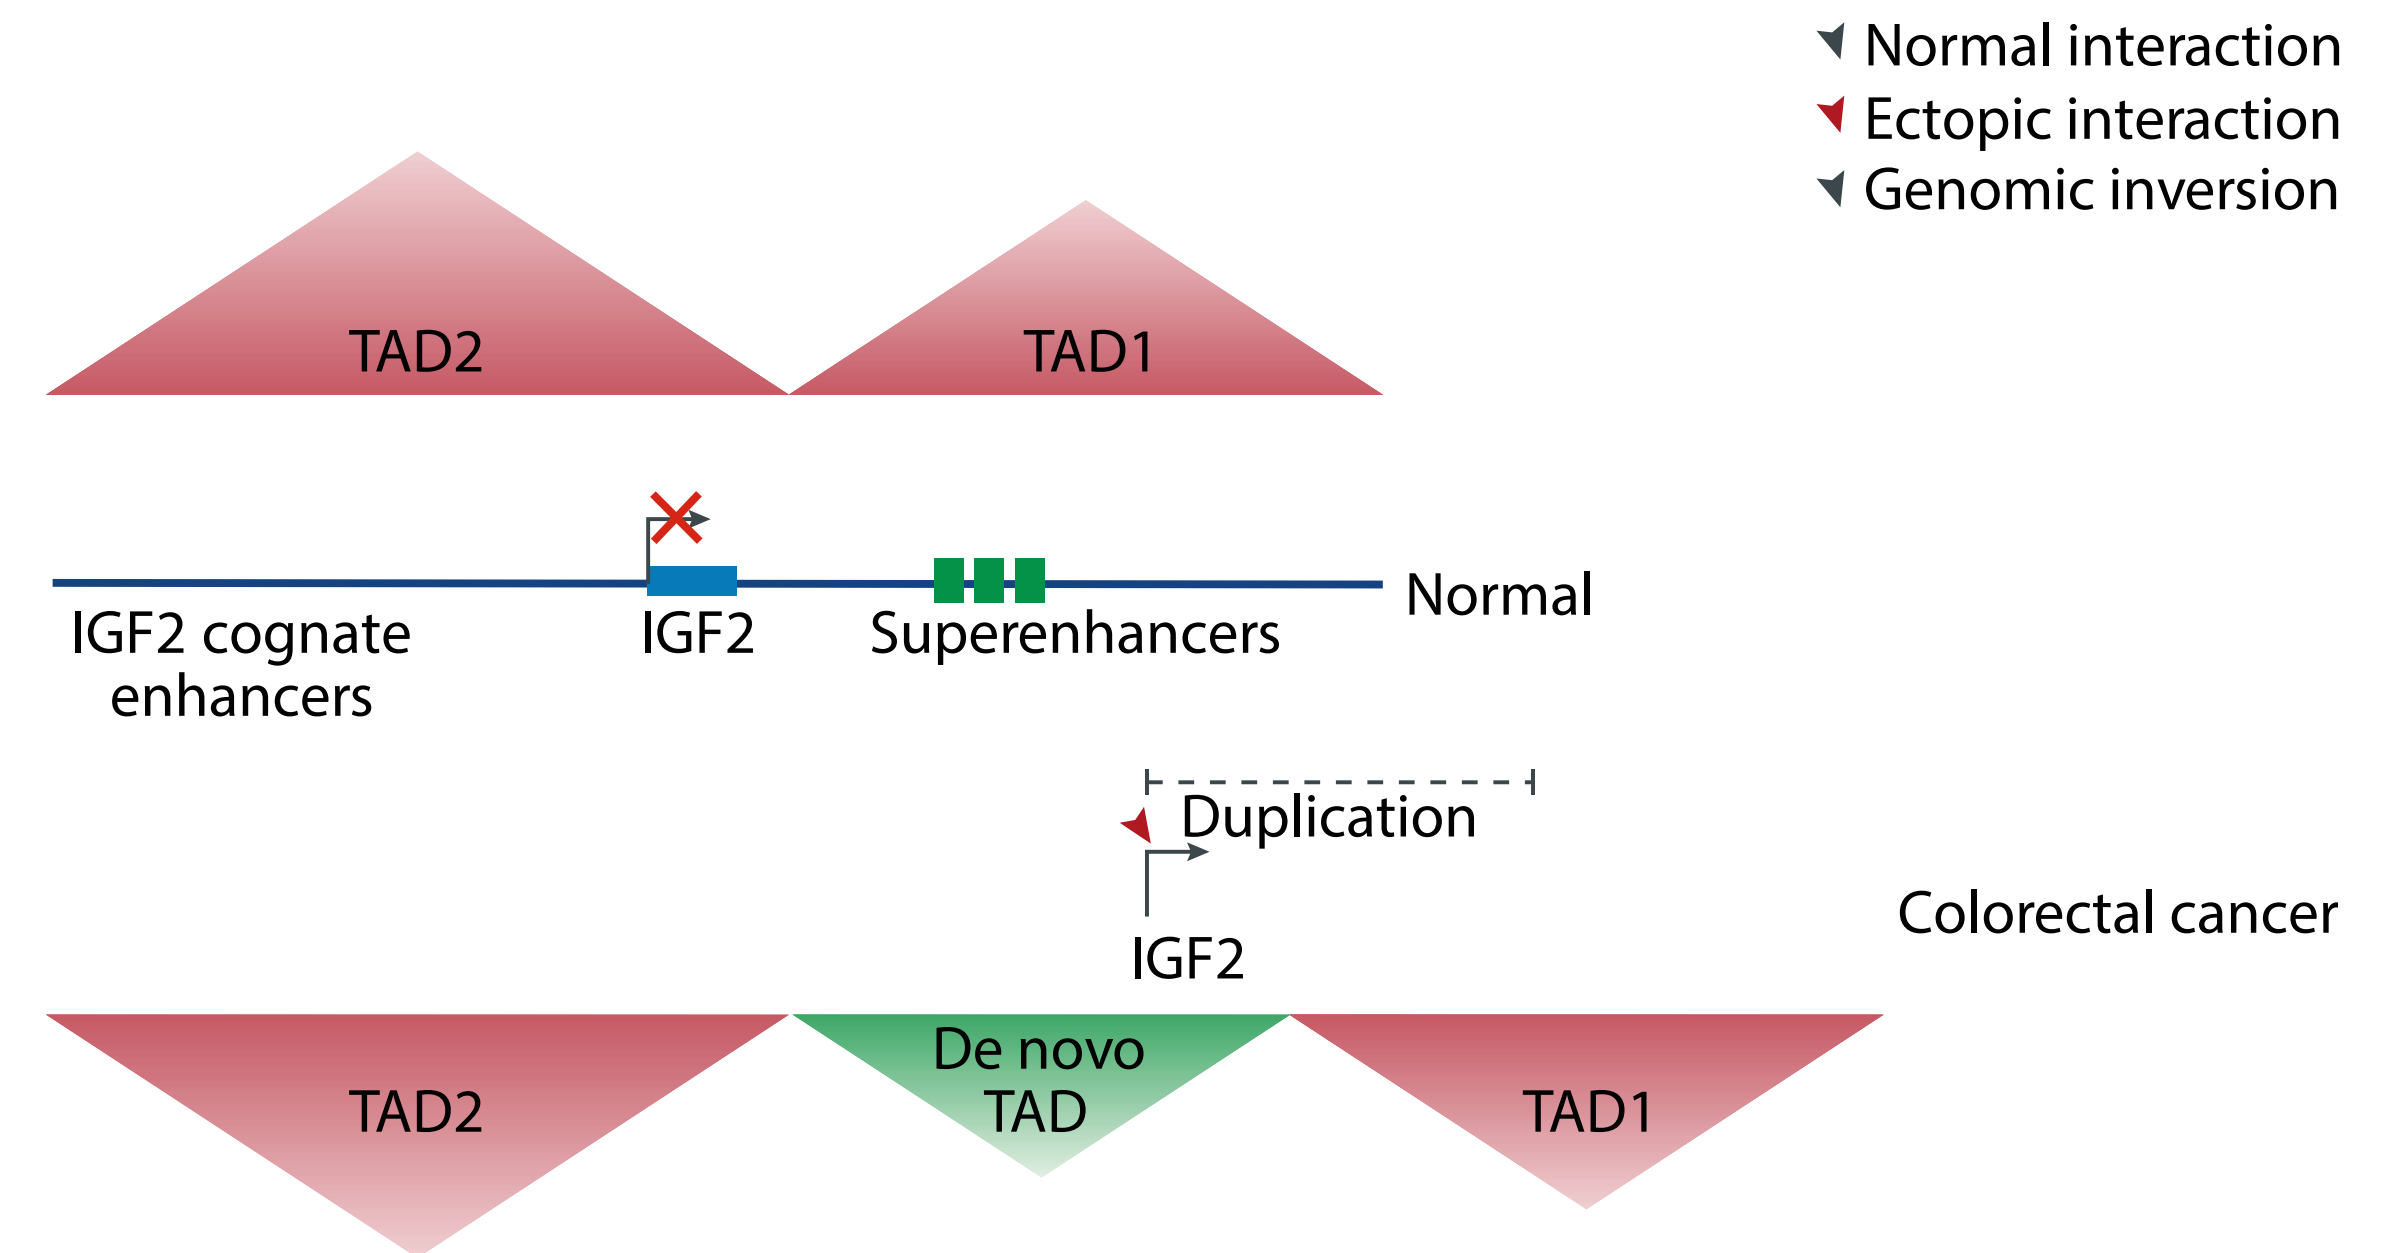 Normal interaction
Ectopic interaction
Genomic inversion
TAD2
TAD1
IGF2 cognate
enhancers
IGF2
Superenhancers
Normal
Duplication
IGF2
Colorectal cancer
TAD2
De novo
TAD
TAD1